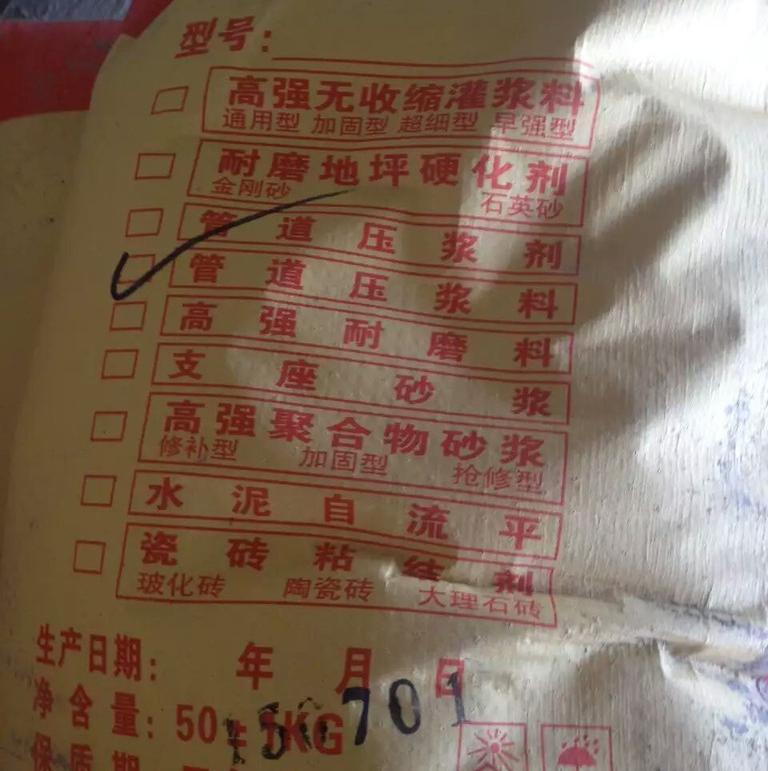 型号:
高强无收缩灌浆料
通用型 加固型 超细型 早强型
耐磨地坪硬化剂
金刚砂 石英砂
管道压浆剂
管道压浆料
高强耐磨料
支座砂浆
高强聚合物砂浆
修补型 加固型 抢修型
水泥自流平
瓷砖粘结剂
玻化砖 陶瓷砖 大理石砖
生产日期: 年 月 日
净含量:50 KG
701
保质期